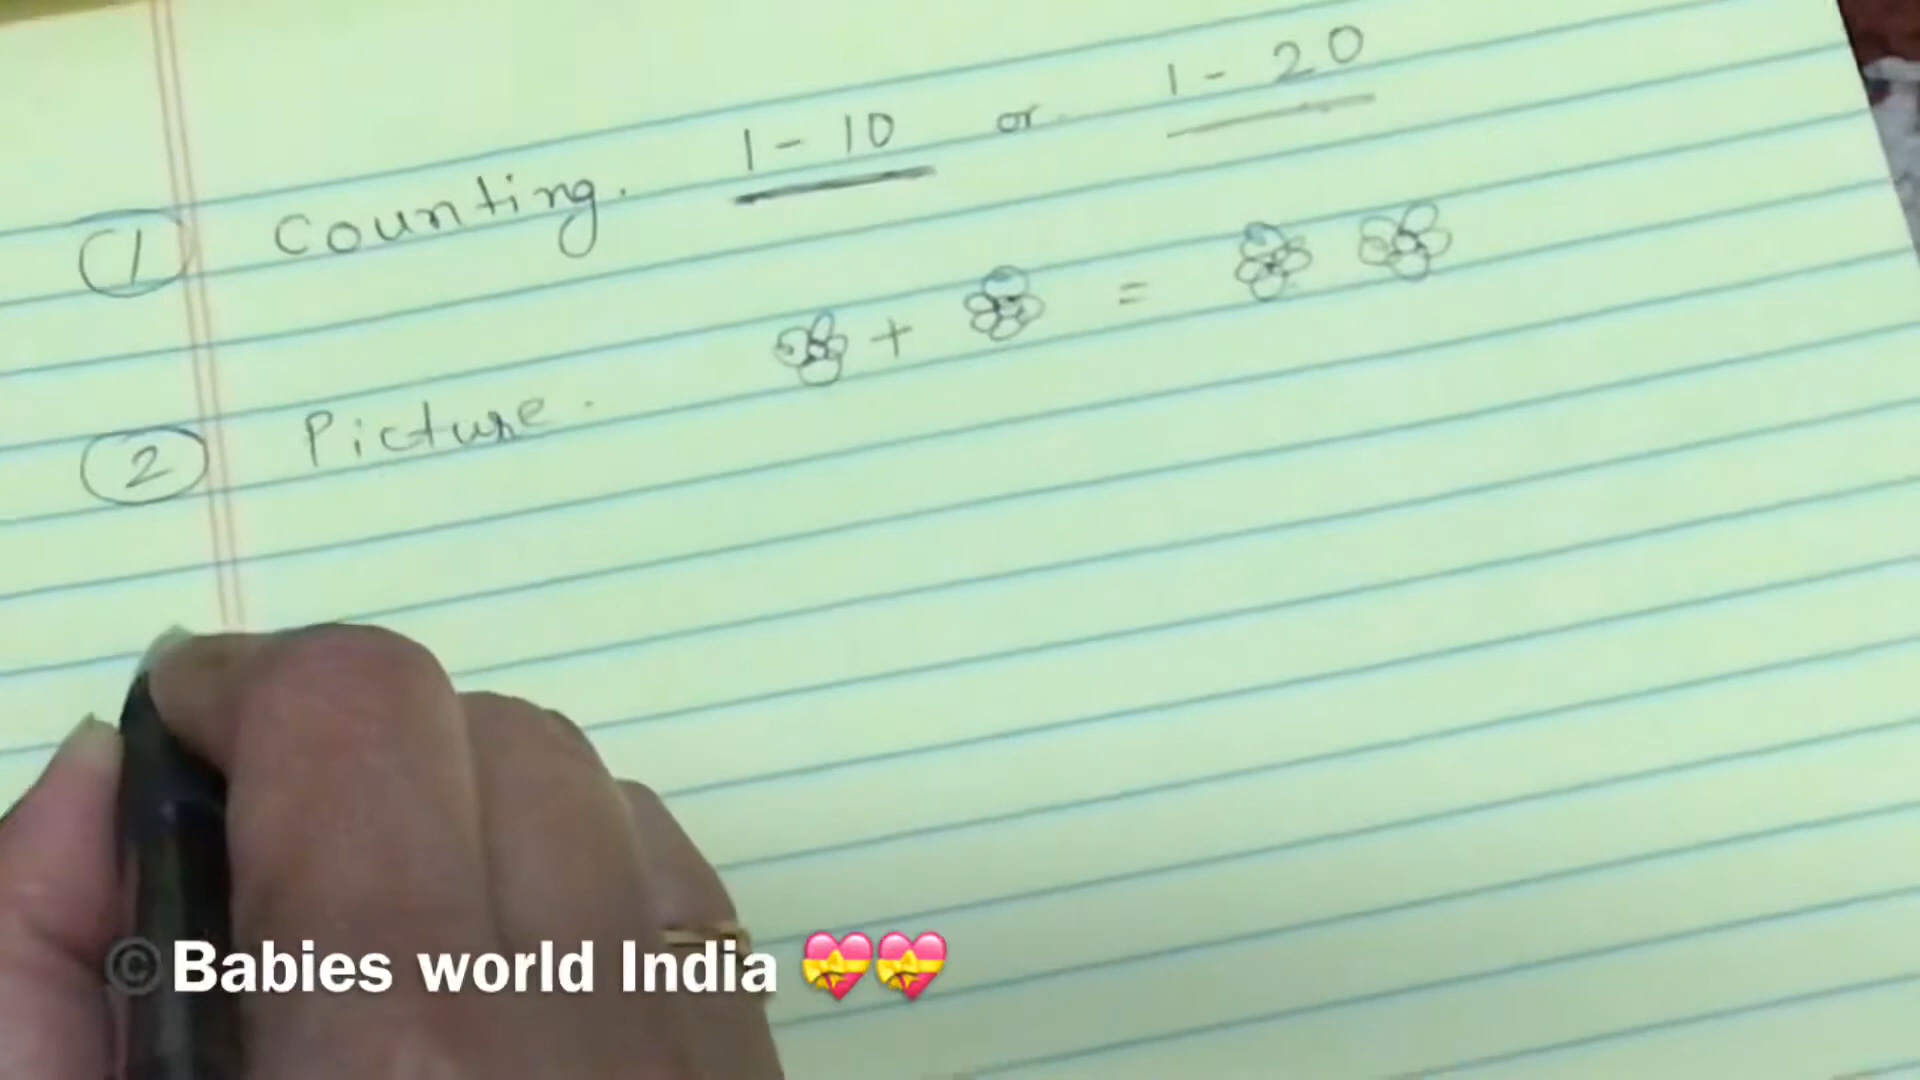 ① Counting. 1 - 10 or 1 - 20
② Picture. + =
© Babies world India 💝💝